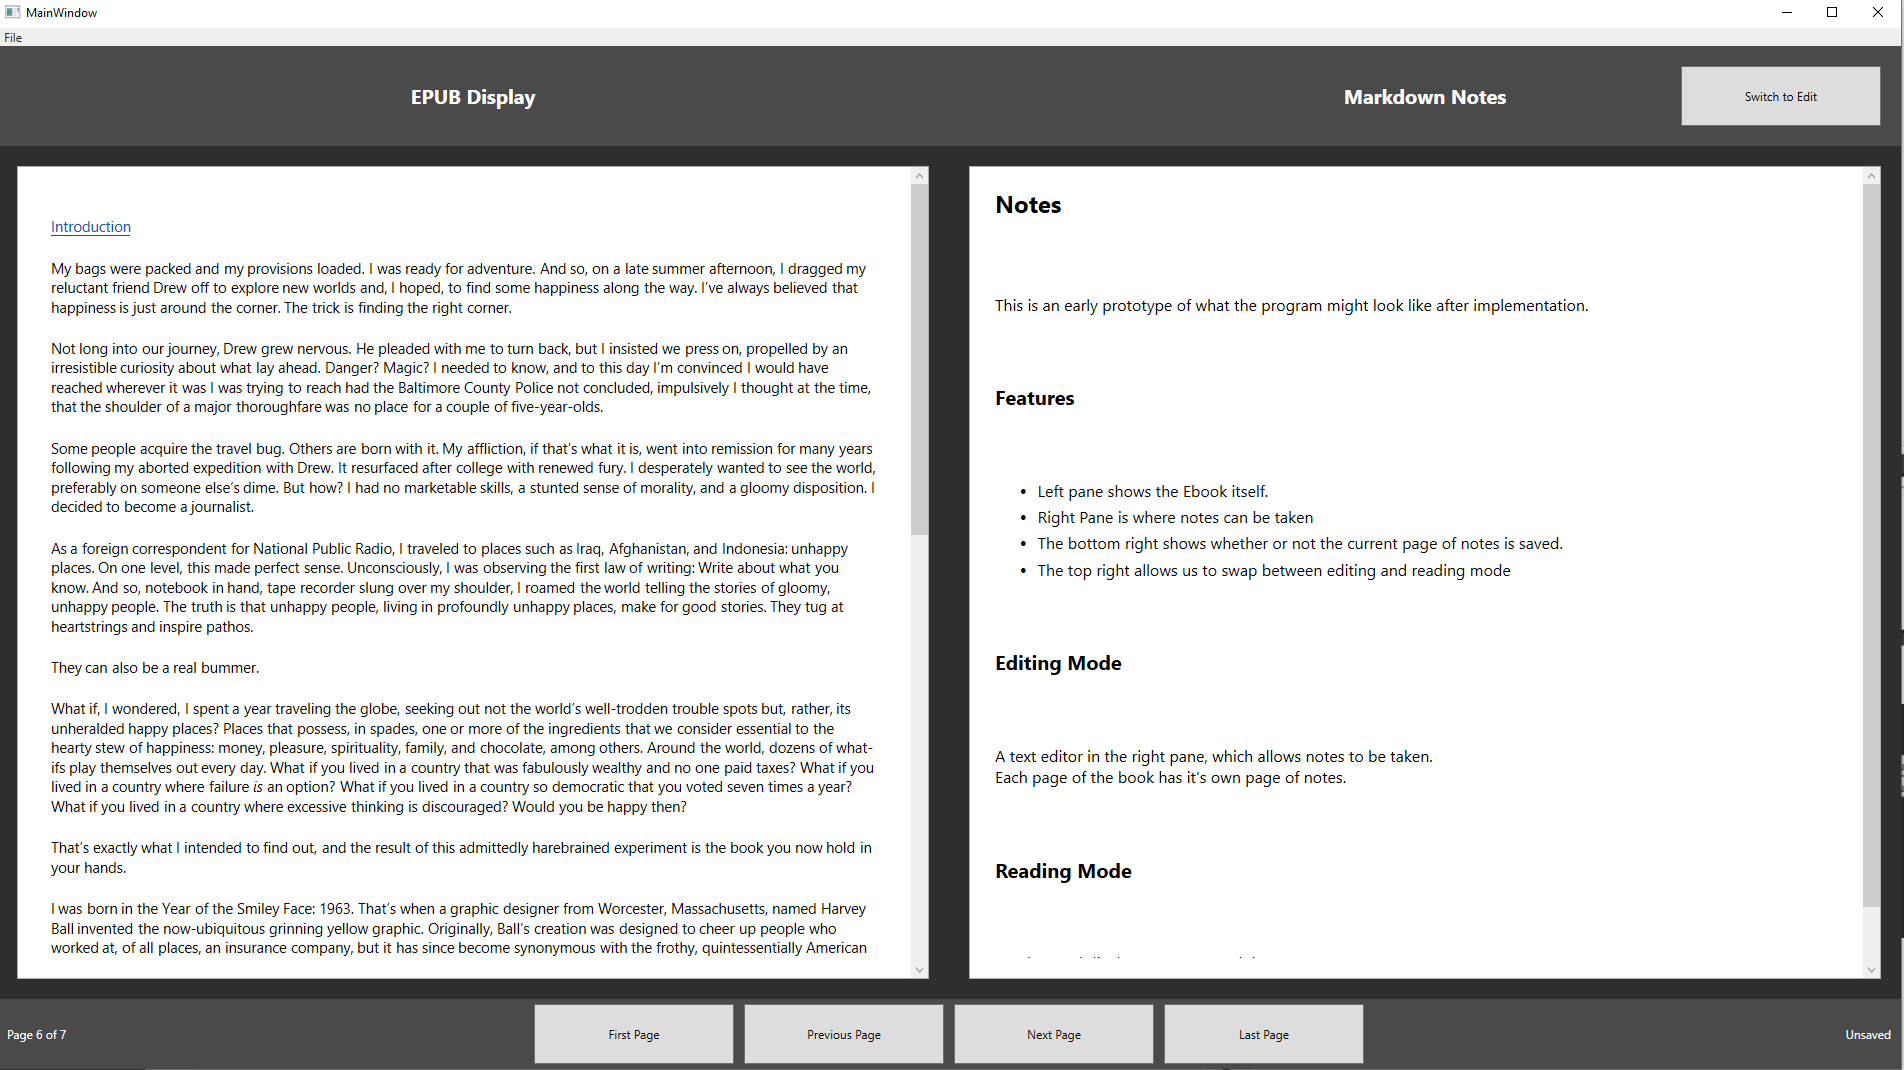 MainWindow
File
EPUB Display
Markdown Notes
Switch to Edit
Introduction
My bags were packed and my provisions loaded. I was ready for adventure. And so, on a late summer afternoon, I dragged my
reluctant friend Drew off to explore new worlds and, I hoped, to find some happiness along the way. I’ve always believed that
happiness is just around the corner. The trick is finding the right corner.
Not long into our journey, Drew grew nervous. He pleaded with me to turn back, but I insisted we press on, propelled by an
irresistible curiosity about what lay ahead. Danger? Magic? I needed to know, and to this day I’m convinced I would have
reached wherever it was I was trying to reach had the Baltimore County Police not concluded, impulsively I thought at the time,
that the shoulder of a major thoroughfare was no place for a couple of five-year-olds.
Some people acquire the travel bug. Others are born with it. My affliction, if that’s what it is, went into remission for many years
following my aborted expedition with Drew. It resurfaced after college with renewed fury. I desperately wanted to see the world,
preferably on someone else’s dime. But how? I had no marketable skills, a stunted sense of morality, and a gloomy disposition. I
decided to become a journalist.
As a foreign correspondent for National Public Radio, I traveled to places such as Iraq, Afghanistan, and Indonesia: unhappy
places. On one level, this made perfect sense. Unconsciously, I was observing the first law of writing: Write about what you
know. And so, notebook in hand, tape recorder slung over my shoulder, I roamed the world telling the stories of gloomy,
unhappy people. The truth is that unhappy people, living in profoundly unhappy places, make for good stories. They tug at
heartstrings and inspire pathos.
They can also be a real bummer.
What if, I wondered, I spent a year traveling the globe, seeking out not the world’s well-trodden trouble spots but, rather, its
unheralded happy places? Places that possess, in spades, one or more of the ingredients that we consider essential to the
hearty stew of happiness: money, pleasure, spirituality, family, and chocolate, among others. Around the world, dozens of what-
ifs play themselves out every day. What if you lived in a country that was fabulously wealthy and no one paid taxes? What if you
lived in a country where failure is an option? What if you lived in a country so democratic that you voted seven times a year?
What if you lived in a country where excessive thinking is discouraged? Would you be happy then?
That’s exactly what I intended to find out, and the result of this admittedly harebrained experiment is the book you now hold in
your hands.
I was born in the Year of the Smiley Face: 1963. That’s when a graphic designer from Worcester, Massachusetts, named Harvey
Ball invented the now-ubiquitous grinning yellow graphic. Originally, Ball’s creation was designed to cheer up people who
worked at, of all places, an insurance company, but it has since become synonymous with the frothy, quintessentially American
Notes
This is an early prototype of what the program might look like after implementation.
Features
• Left pane shows the Ebook itself.
• Right Pane is where notes can be taken
• The bottom right shows whether or not the current page of notes is saved.
• The top right allows us to swap between editing and reading mode
Editing Mode
A text editor in the right pane, which allows notes to be taken.
Each page of the book has it's own page of notes.
Reading Mode
Page 6 of 7
First Page
Previous Page
Next Page
Last Page
Unsaved